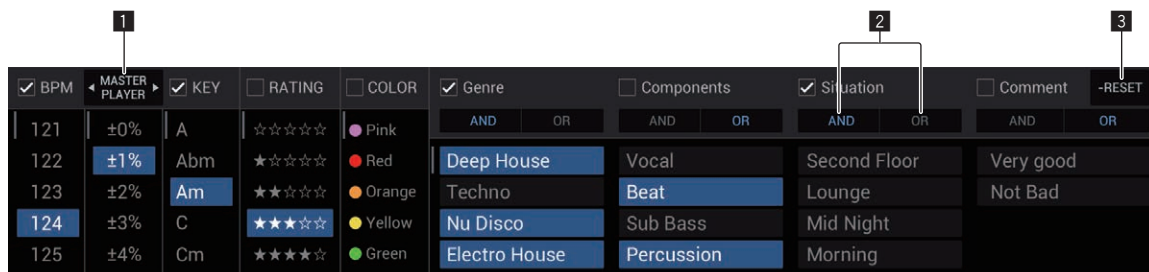 1
2
3
BPM MASTER PLAYER KEY RATING COLOR Genre Components Situation Comment -RESET
AND OR AND OR AND OR AND OR
121 ±0% A ☆☆☆☆☆ Pink
122 ±1% Abm ★☆☆☆☆ Red Deep House Vocal Second Floor Very good
123 ±2% Am ★★☆☆☆ Orange Techno Beat Lounge Not Bad
124 ±3% C ★★★☆☆ Yellow Nu Disco Sub Bass Mid Night
125 ±4% Cm ★★★★☆ Green Electro House Percussion Morning